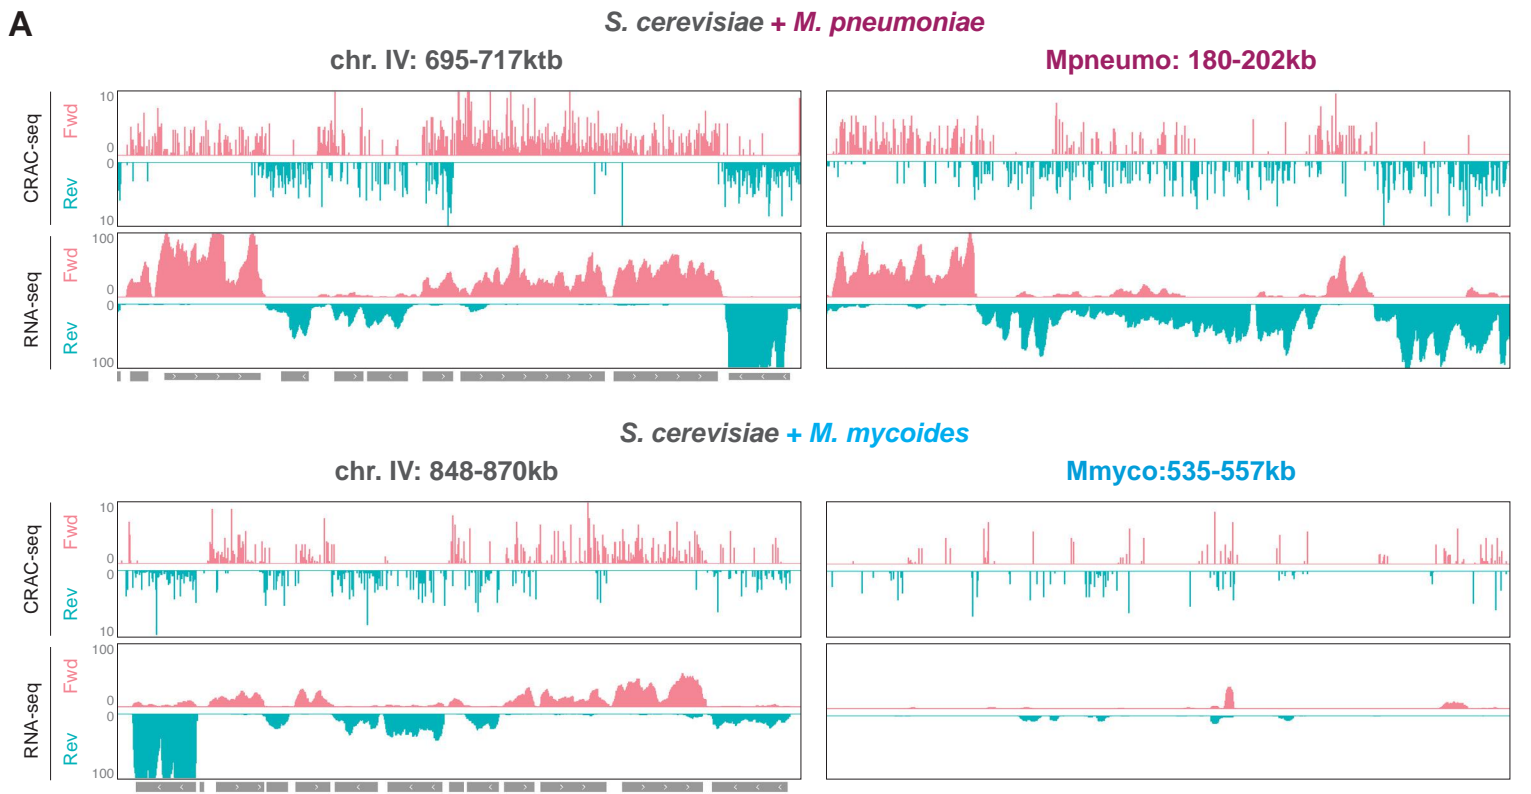 A
S. cerevisiae + M. pneumoniae
chr. IV: 695-717ktb
Mpneumo: 180-202kb
CRAC-seq
Fwd
Rev
10
0
0
10
RNA-seq
Fwd
Rev
100
0
0
100
S. cerevisiae + M. mycoides
chr. IV: 848-870kb
Mmyco:535-557kb
CRAC-seq
Fwd
Rev
10
0
0
10
RNA-seq
Fwd
Rev
100
0
0
100